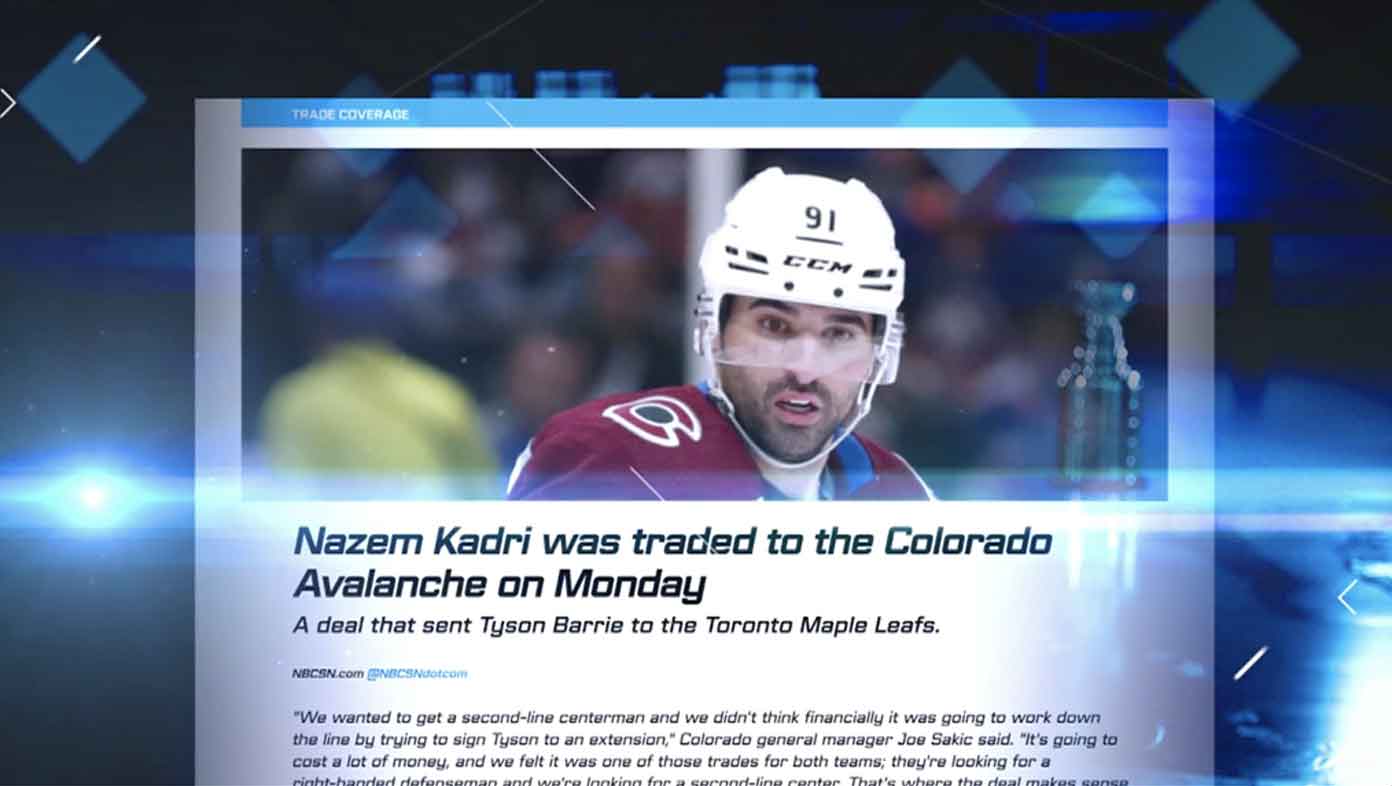 TRADE COVERAGE
91
CCM
Nazem Kadri was traded to the Colorado
Avalanche on Monday
A deal that sent Tyson Barrie to the Toronto Maple Leafs.
NBCSN.com @NBCSNdotcom
"We wanted to get a second-line centerman and we didn't think financially it was going to work down
the line by trying to sign Tyson to an extension," Colorado general manager Joe Sakic said. "It's going to
cost a lot of money, and we felt it was one of those trades for both teams; they're looking for a
right-handed defenseman and we're looking for a second-line center. That's where the deal makes sense